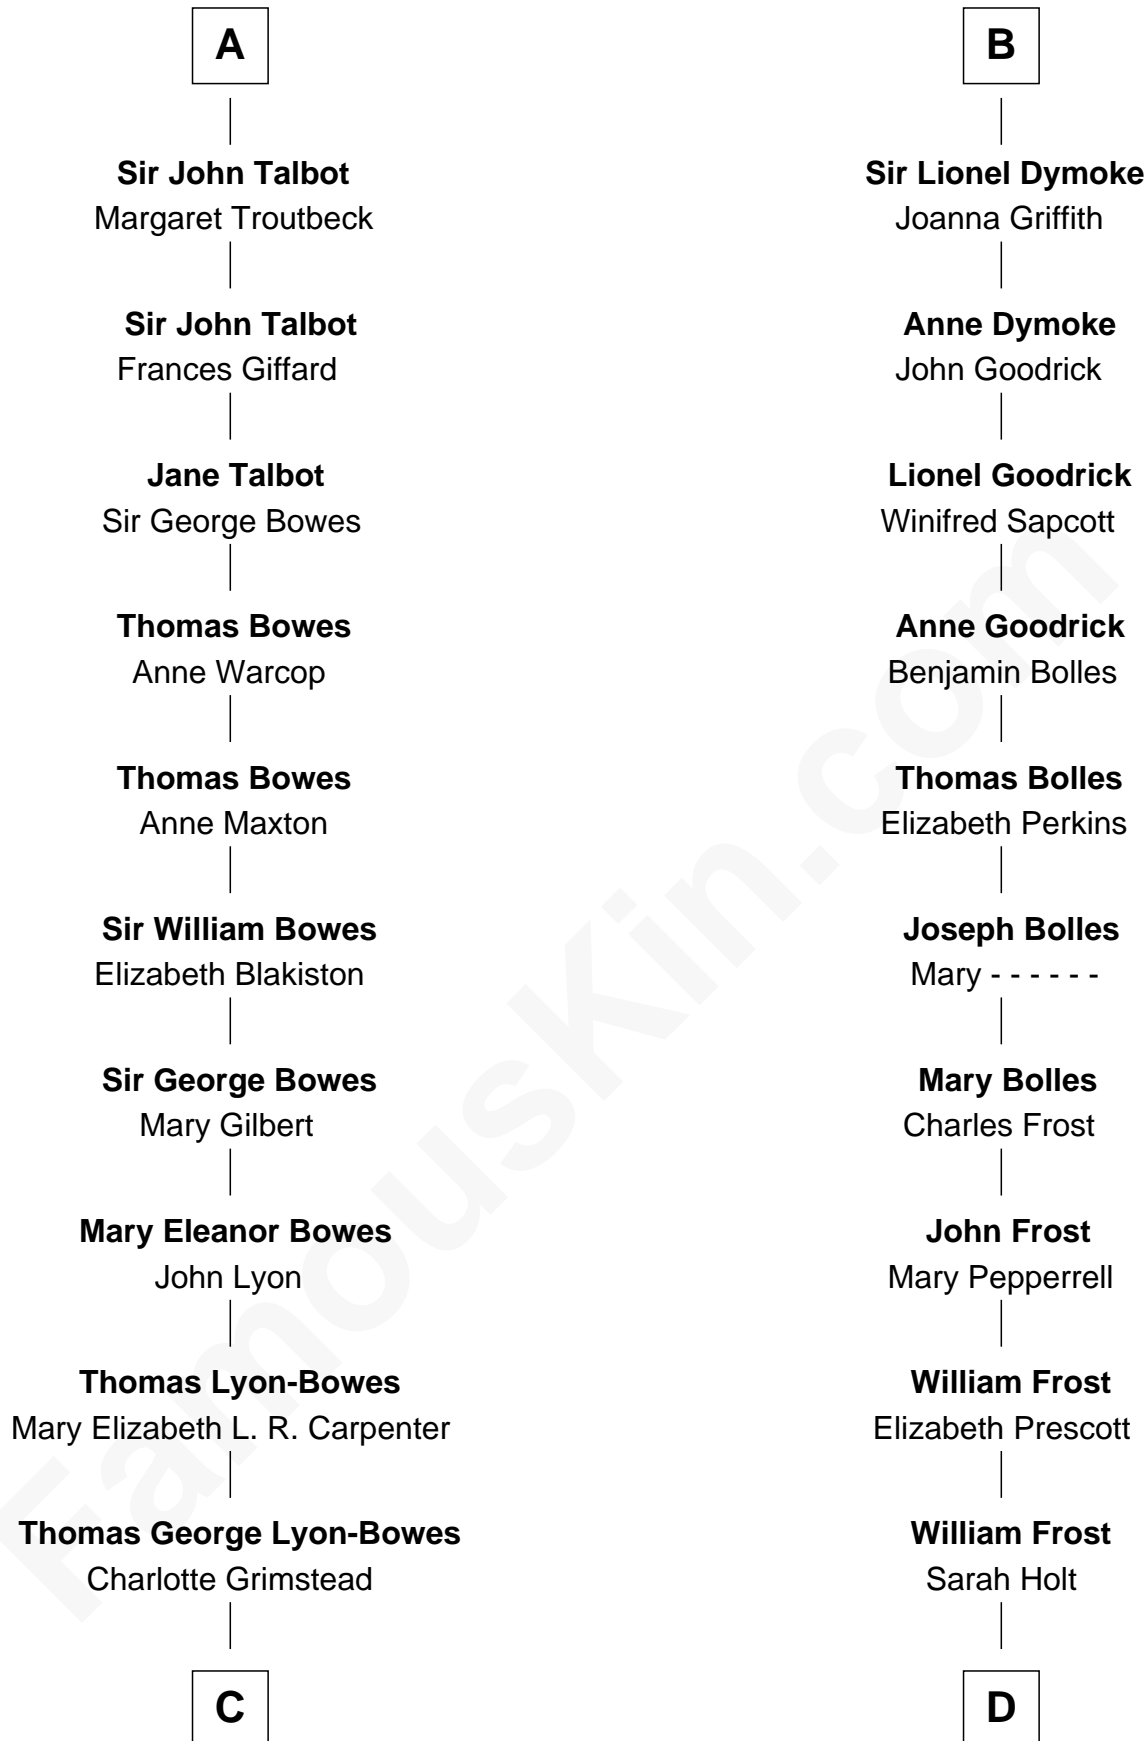 A
Sir John Talbot
Margaret Troutbeck
Sir John Talbot
Frances Giffard
Jane Talbot
Sir George Bowes
Thomas Bowes
Anne Warcop
Thomas Bowes
Anne Maxton
Sir William Bowes
Elizabeth Blakiston
Sir George Bowes
Mary Gilbert
Mary Eleanor Bowes
John Lyon
Thomas Lyon-Bowes
Mary Elizabeth L. R. Carpenter
Thomas George Lyon-Bowes
Charlotte Grimstead
C
B
Sir Lionel Dymoke
Joanna Griffith
Anne Dymoke
John Goodrick
Lionel Goodrick
Winifred Sapcott
Anne Goodrick
Benjamin Bolles
Thomas Bolles
Elizabeth Perkins
Joseph Bolles
Mary - - - - - -
Mary Bolles
Charles Frost
John Frost
Mary Pepperrell
William Frost
Elizabeth Prescott
William Frost
Sarah Holt
D
FamousKin.com